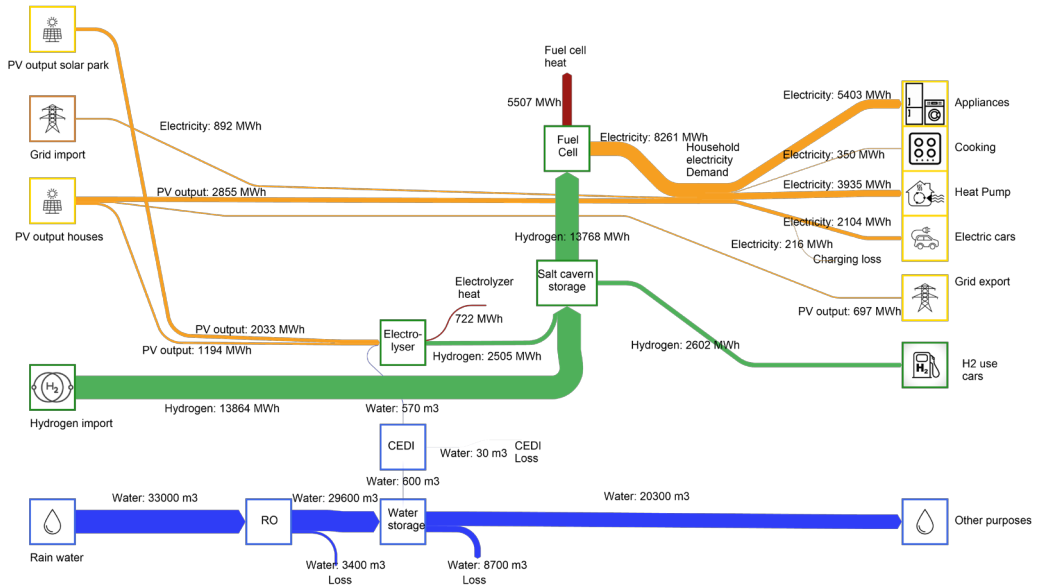 PV output solar park
Grid import
PV output houses
Electricity: 892 MWh
PV output: 2855 MWh
PV output: 2033 MWh
PV output: 1194 MWh
Fuel cell
heat
5507 MWh
Fuel
Cell
Electricity: 8261 MWh
Household
electricity
Demand
Electricity: 5403 MWh
Appliances
Electricity: 350 MWh
Cooking
Electricity: 3935 MWh
Heat Pump
Electricity: 2104 MWh
Electric cars
Electricity: 216 MWh
Charging loss
Grid export
PV output: 697 MWh
Hydrogen: 13768 MWh
Salt cavern
storage
Electrolyzer
heat
722 MWh
Electro-
lyser
Hydrogen: 2505 MWh
Hydrogen: 2602 MWh
H2
H2 use
cars
H2
Hydrogen import
Hydrogen: 13864 MWh
Water: 570 m3
CEDI
Water: 30 m3
CEDI
Loss
Water: 600 m3
Rain water
Water: 33000 m3
RO
Water: 29600 m3
Water: 3400 m3
Loss
Water
storage
Water: 8700 m3
Loss
Water: 20300 m3
Other purposes